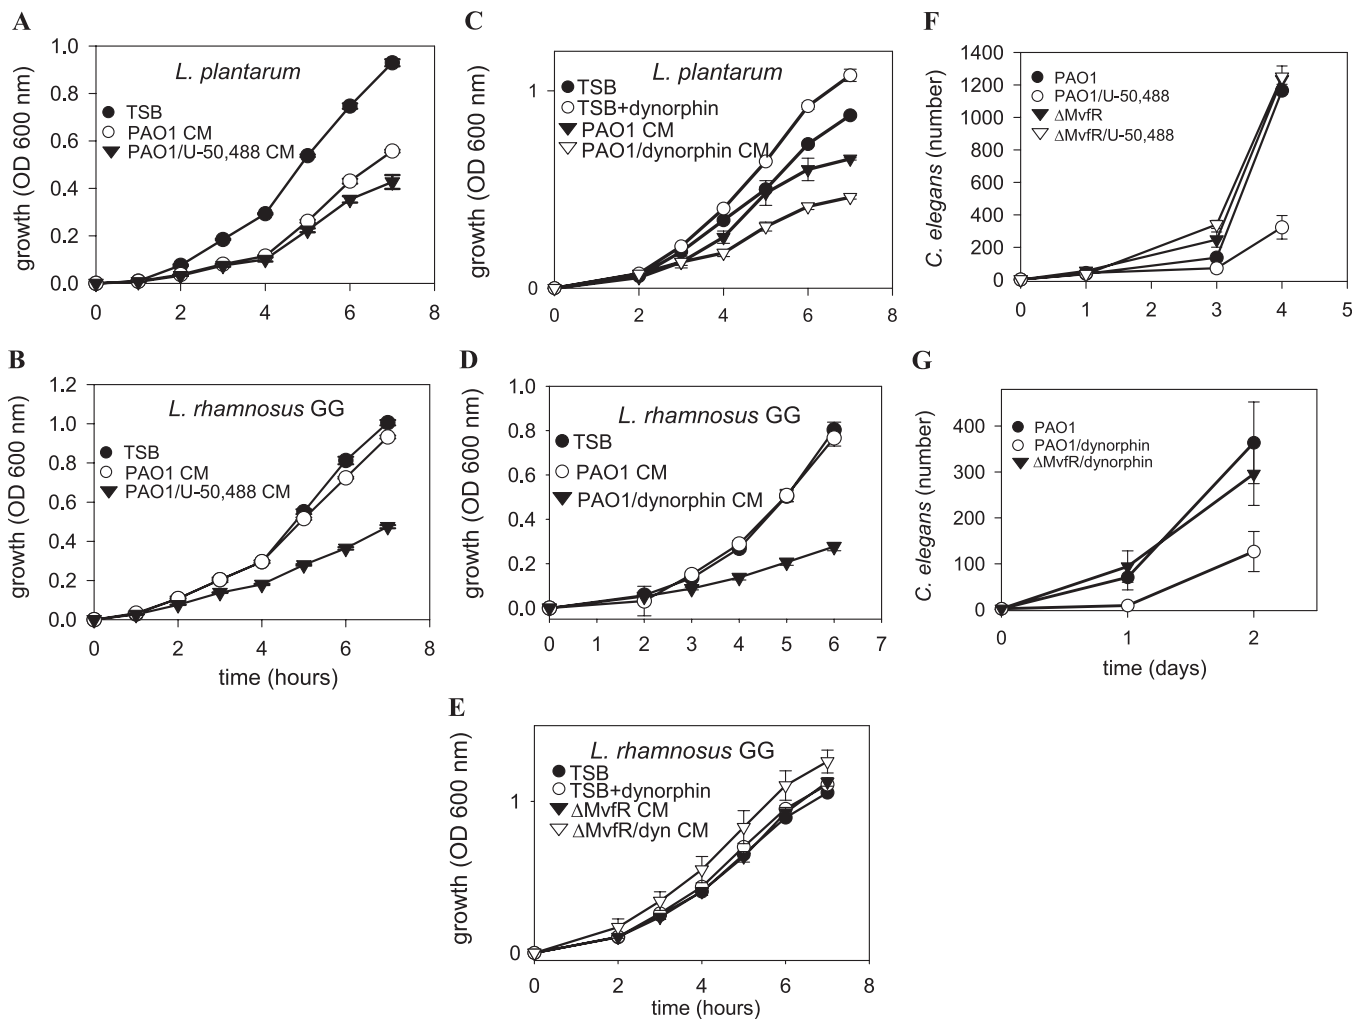 A
L. plantarum
TSB
PAO1 CM
PAO1/U-50,488 CM
growth (OD 600 nm)
1.0
0.8
0.6
0.4
0.2
0.0
0 2 4 6 8
B
L. rhamnosus GG
TSB
PAO1 CM
PAO1/U-50,488 CM
growth (OD 600 nm)
1.2
1.0
0.8
0.6
0.4
0.2
0.0
0 2 4 6 8
time (hours)
C
L. plantarum
TSB
TSB+dynorphin
PAO1 CM
PAO1/dynorphin CM
growth (OD 600 nm)
1
0
0 2 4 6 8
D
L. rhamnosus GG
TSB
PAO1 CM
PAO1/dynorphin CM
growth (OD 600 nm)
1.0
0.8
0.6
0.4
0.2
0.0
0 1 2 3 4 5 6 7
E
L. rhamnosus GG
TSB
TSB+dynorphin
ΔMvfR CM
ΔMvfR/dyn CM
growth (OD 600 nm)
1
0
0 2 4 6 8
time (hours)
F
PAO1
PAO1/U-50,488
ΔMvfR
ΔMvfR/U-50,488
C. elegans (number)
1400
1200
1000
800
600
400
200
0
0 1 2 3 4 5
G
PAO1
PAO1/dynorphin
ΔMvfR/dynorphin
C. elegans (number)
400
300
200
100
0
0 1 2
time (days)